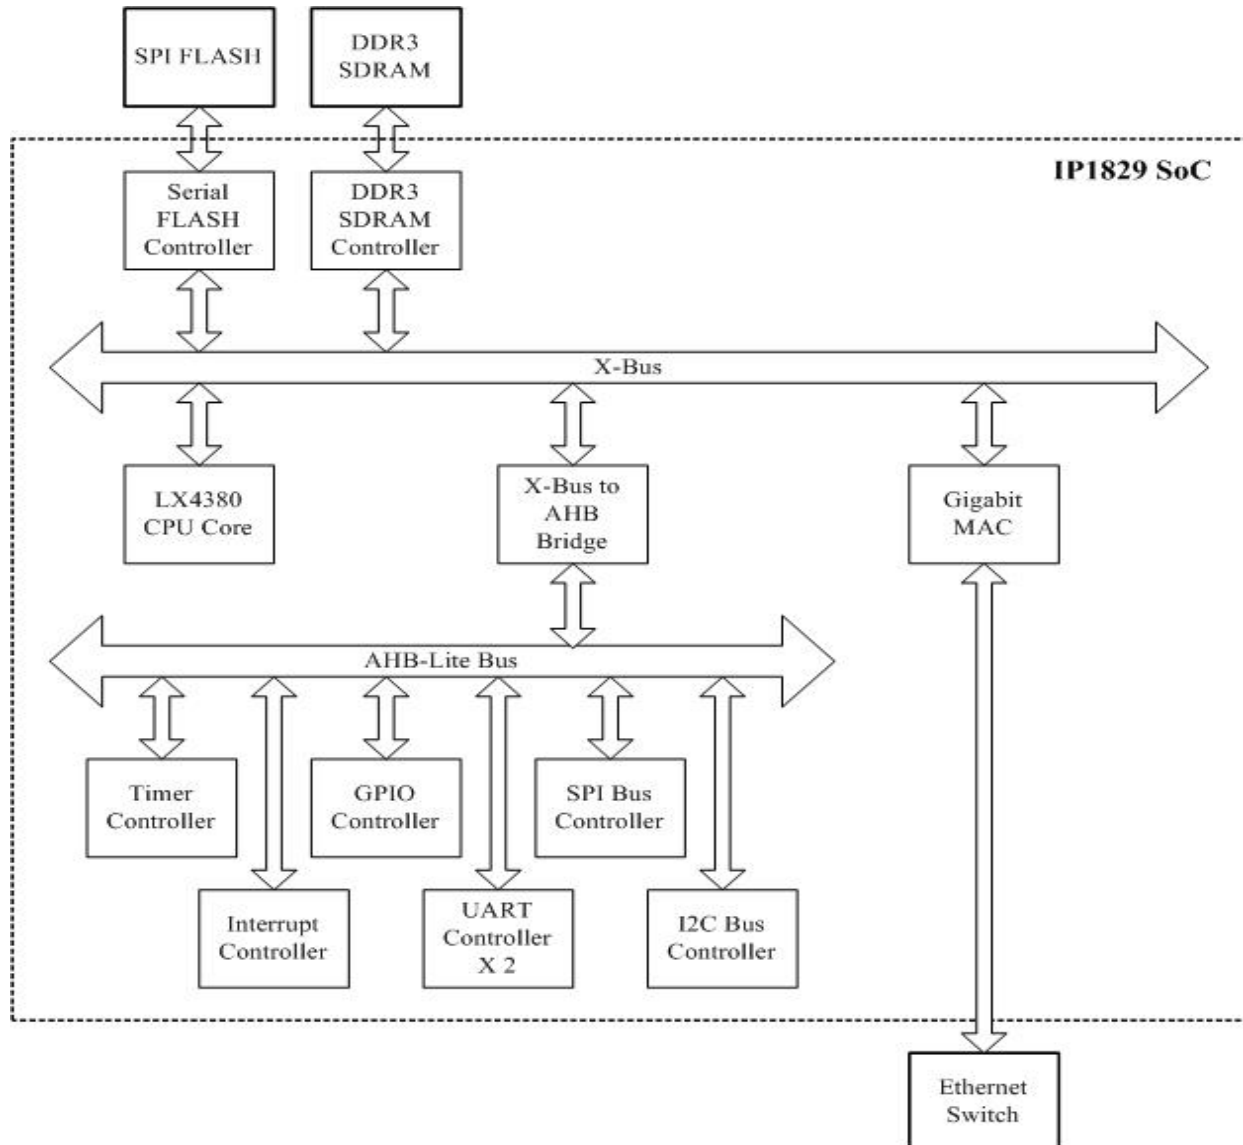 SPI FLASH
DDR3
SDRAM
IP1829 SoC
Serial
FLASH
Controller
DDR3
SDRAM
Controller
X-Bus
LX4380
CPU Core
X-Bus to
AHB
Bridge
Gigabit
MAC
AHB-Lite Bus
Timer
Controller
GPIO
Controller
SPI Bus
Controller
Interrupt
Controller
UART
Controller
X 2
I2C Bus
Controller
Ethernet
Switch